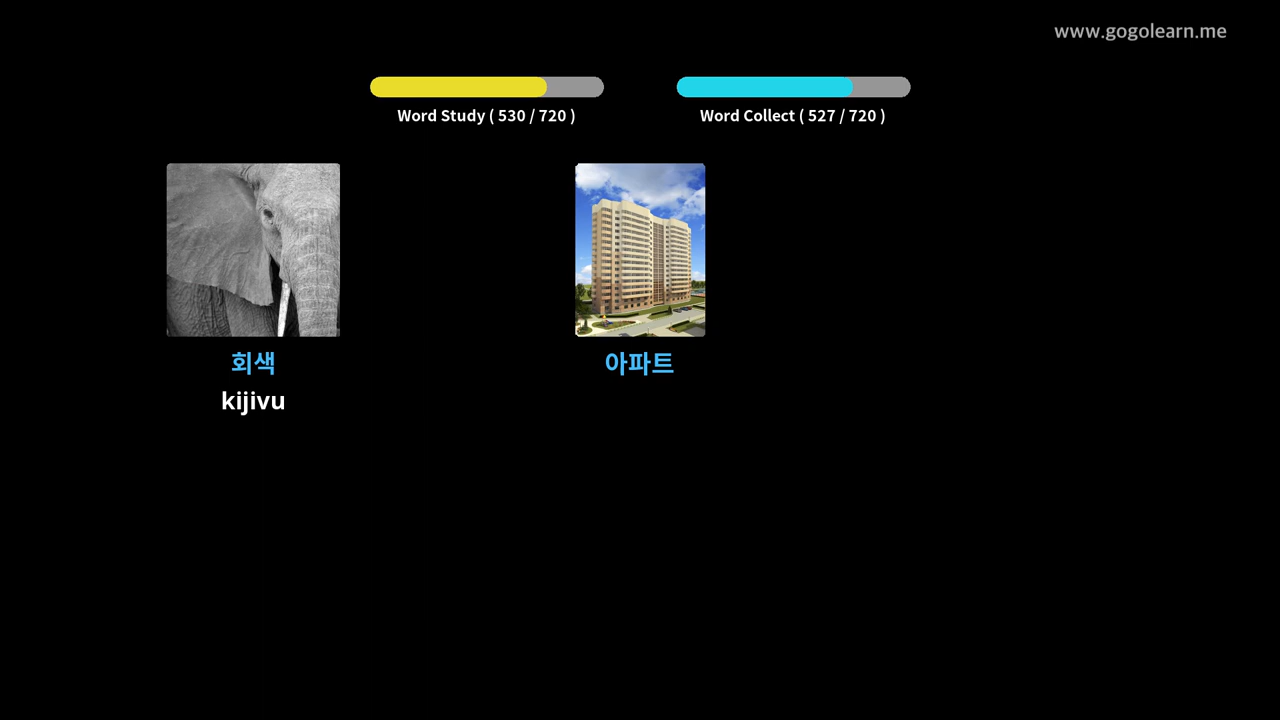 www.gogolearn.me
Word Study ( 530 / 720 )
Word Collect ( 527 / 720 )
회색
kijivu
아파트